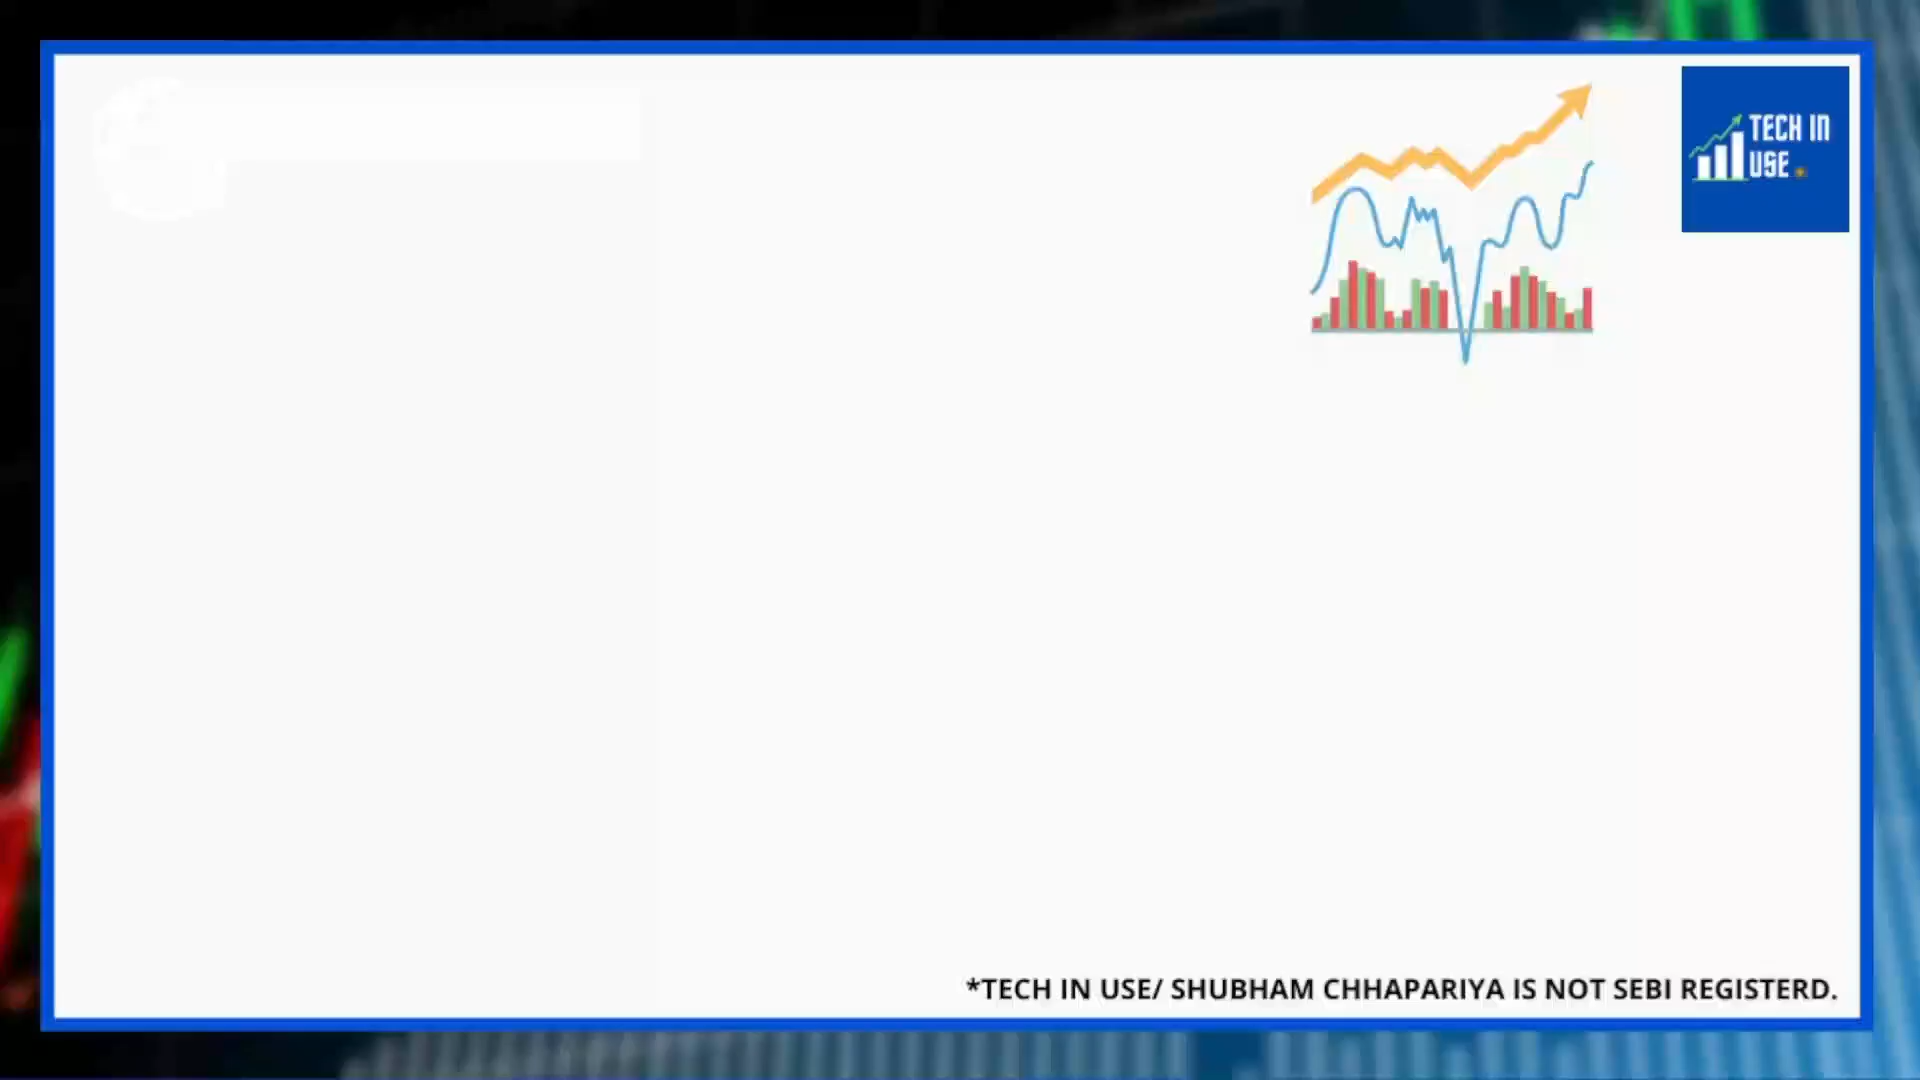 TECH IN
USE
*TECH IN USE/ SHUBHAM CHHAPARIYA IS NOT SEBI REGISTERD.